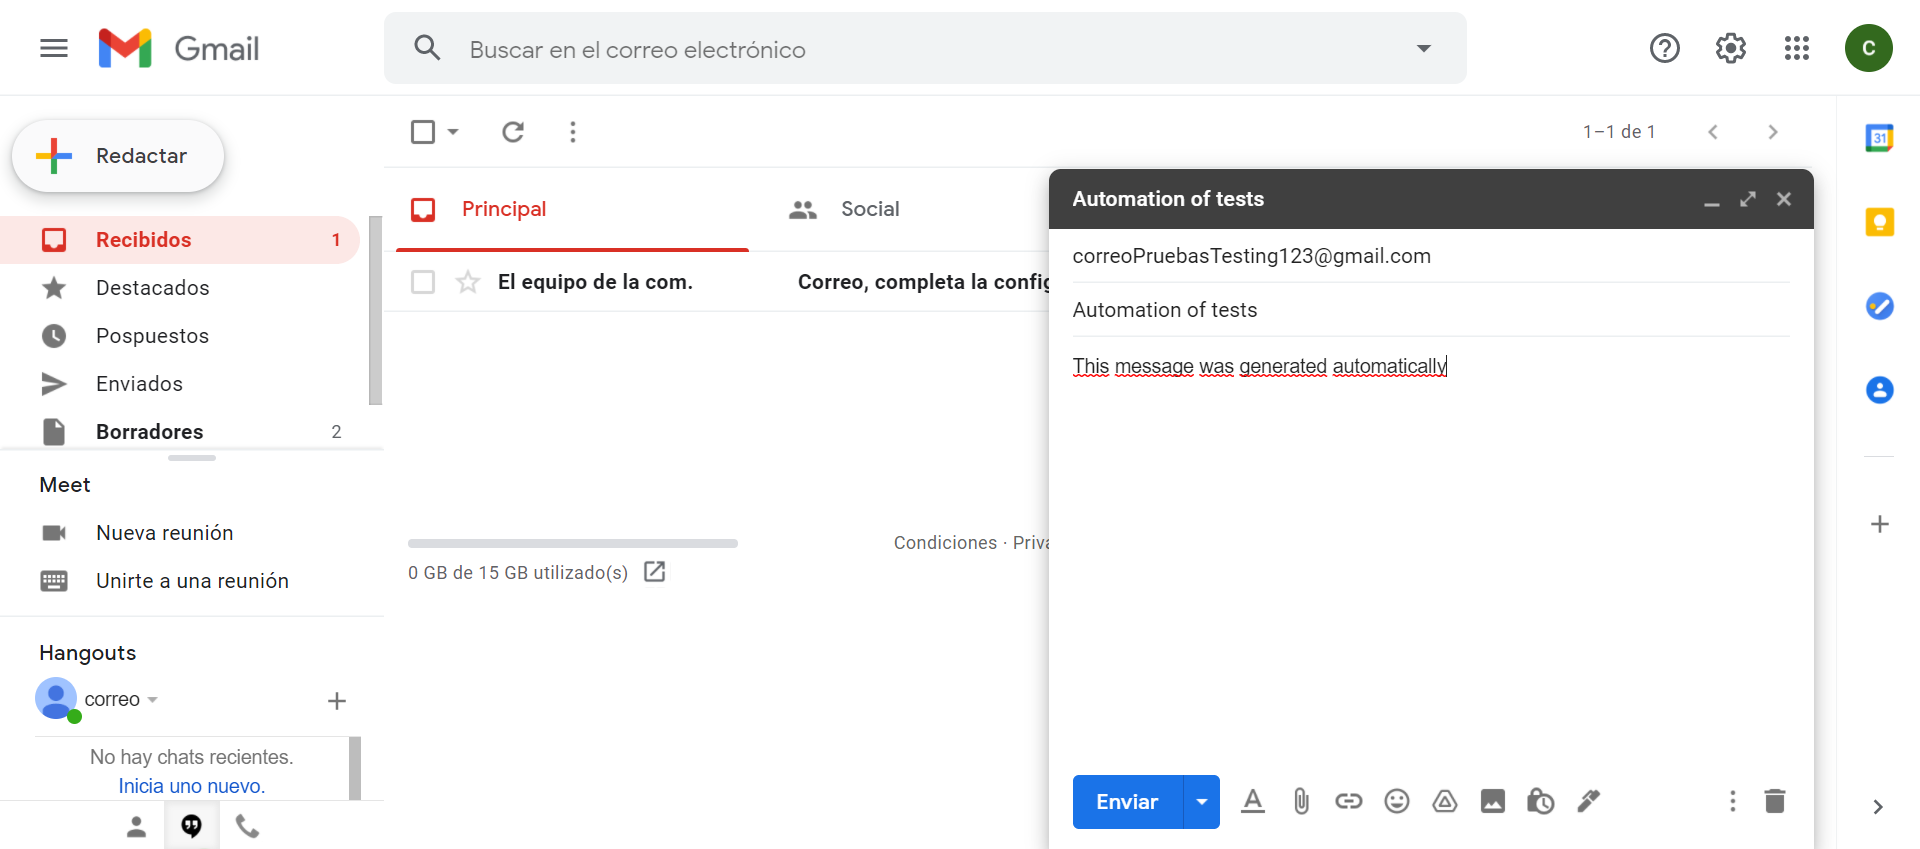 Gmail
Buscar en el correo electrónico
C
Redactar
1–1 de 1
31
Recibidos 1
Destacados
Pospuestos
Enviados
Borradores 2
Principal
Social
El equipo de la com. Correo, completa la config
Automation of tests
correoPruebasTesting123@gmail.com
Automation of tests
This message was generated automatically
Meet
Nueva reunión
Unirte a una reunión
0 GB de 15 GB utilizado(s)
Condiciones · Priva
Hangouts
correo
No hay chats recientes.
Inicia uno nuevo.
Enviar